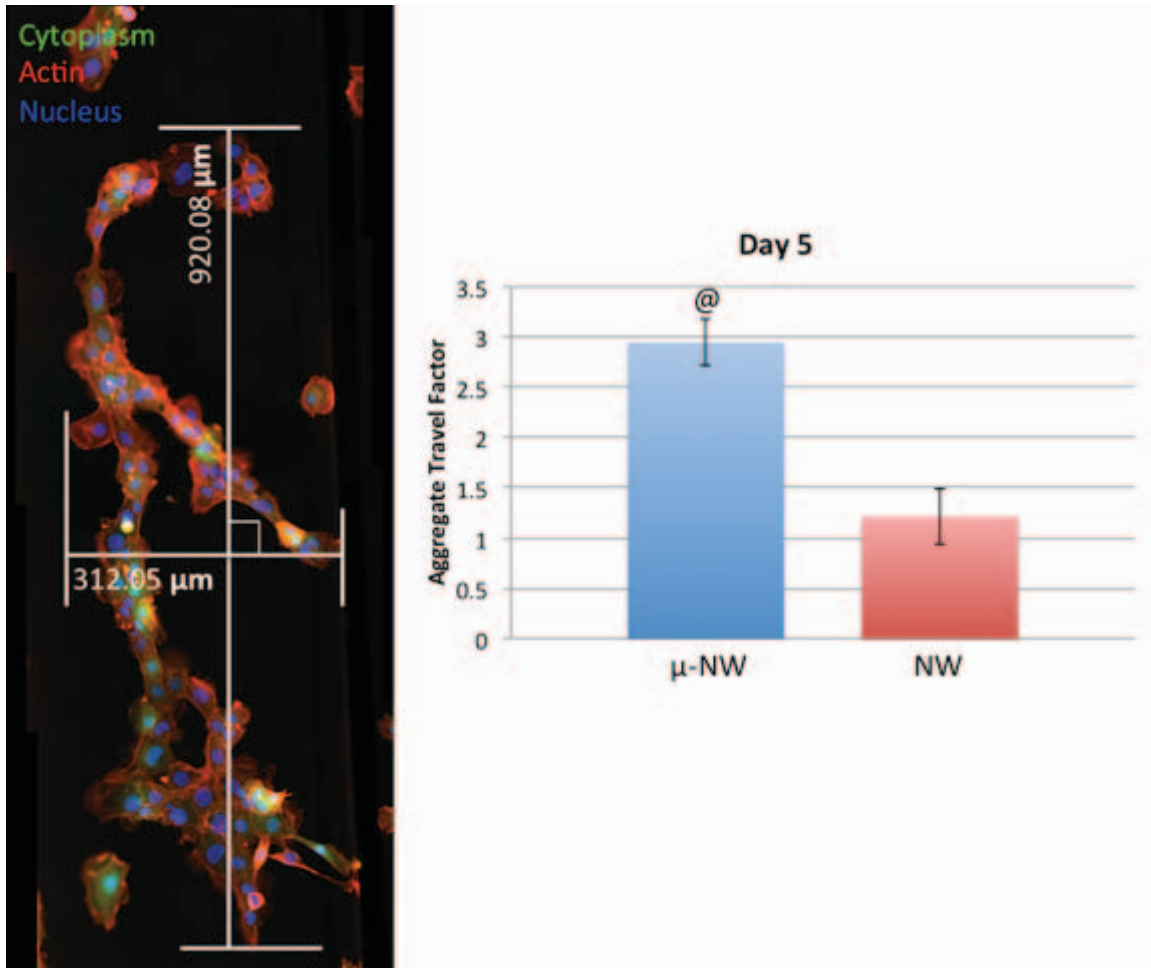 Cytoplasm
Actin
Nucleus
920.08 µm
312.05 µm
Day 5
Aggregate Travel Factor
3.5
3
2.5
2
1.5
1
0.5
0
@
µ-NW
NW